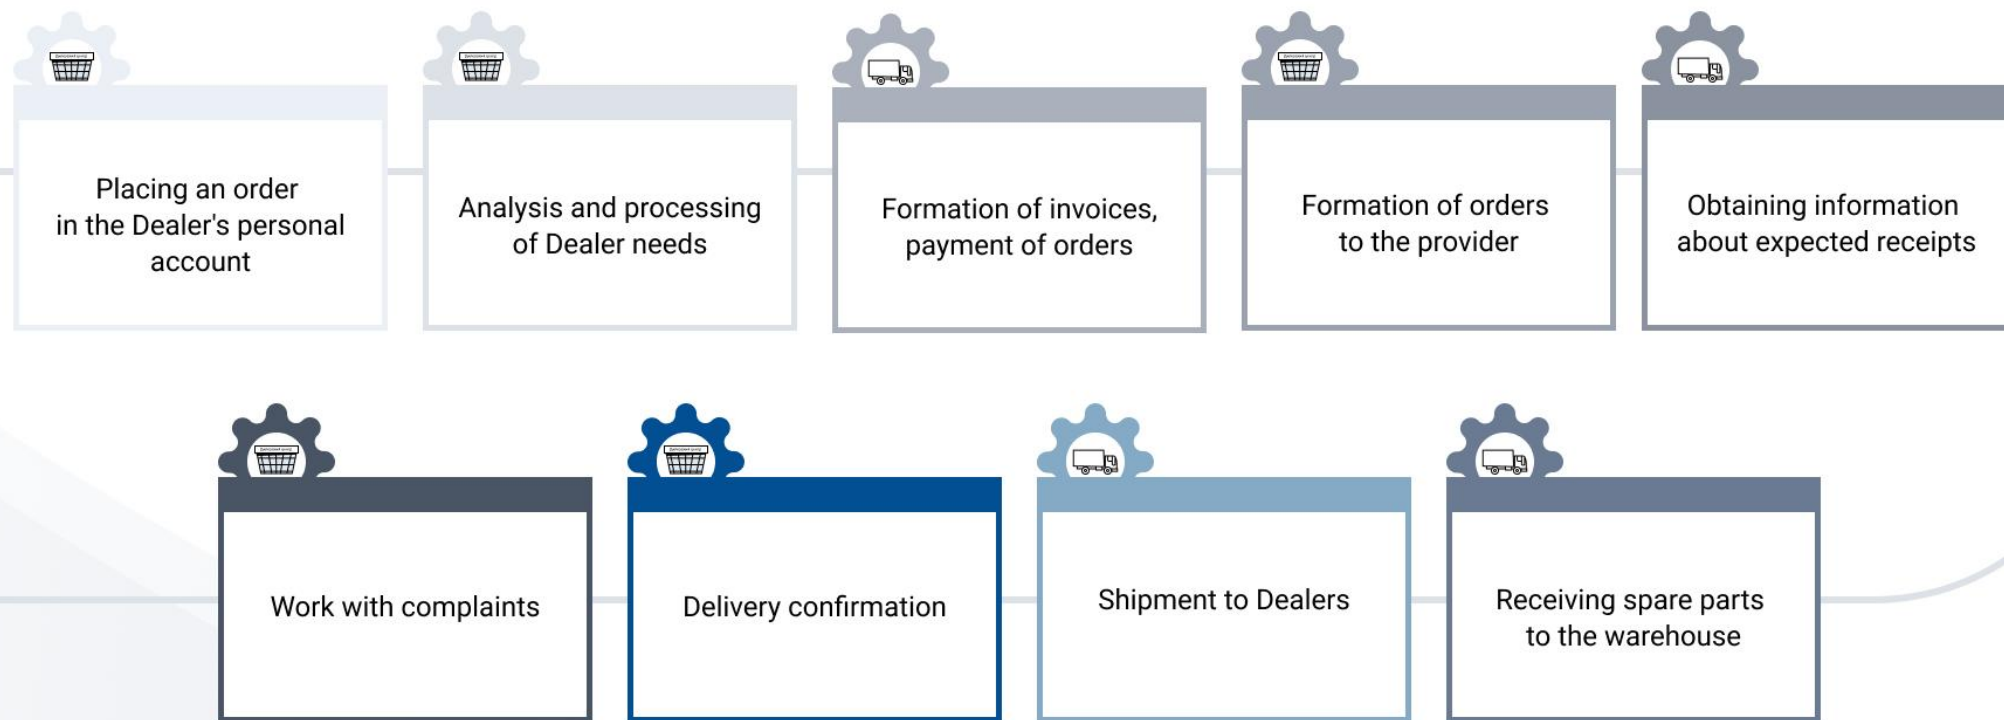 Placing an order
in the Dealer's personal
account
Analysis and processing
of Dealer needs
Formation of invoices,
payment of orders
Formation of orders
to the provider
Obtaining information
about expected receipts
Work with complaints
Delivery confirmation
Shipment to Dealers
Receiving spare parts
to the warehouse